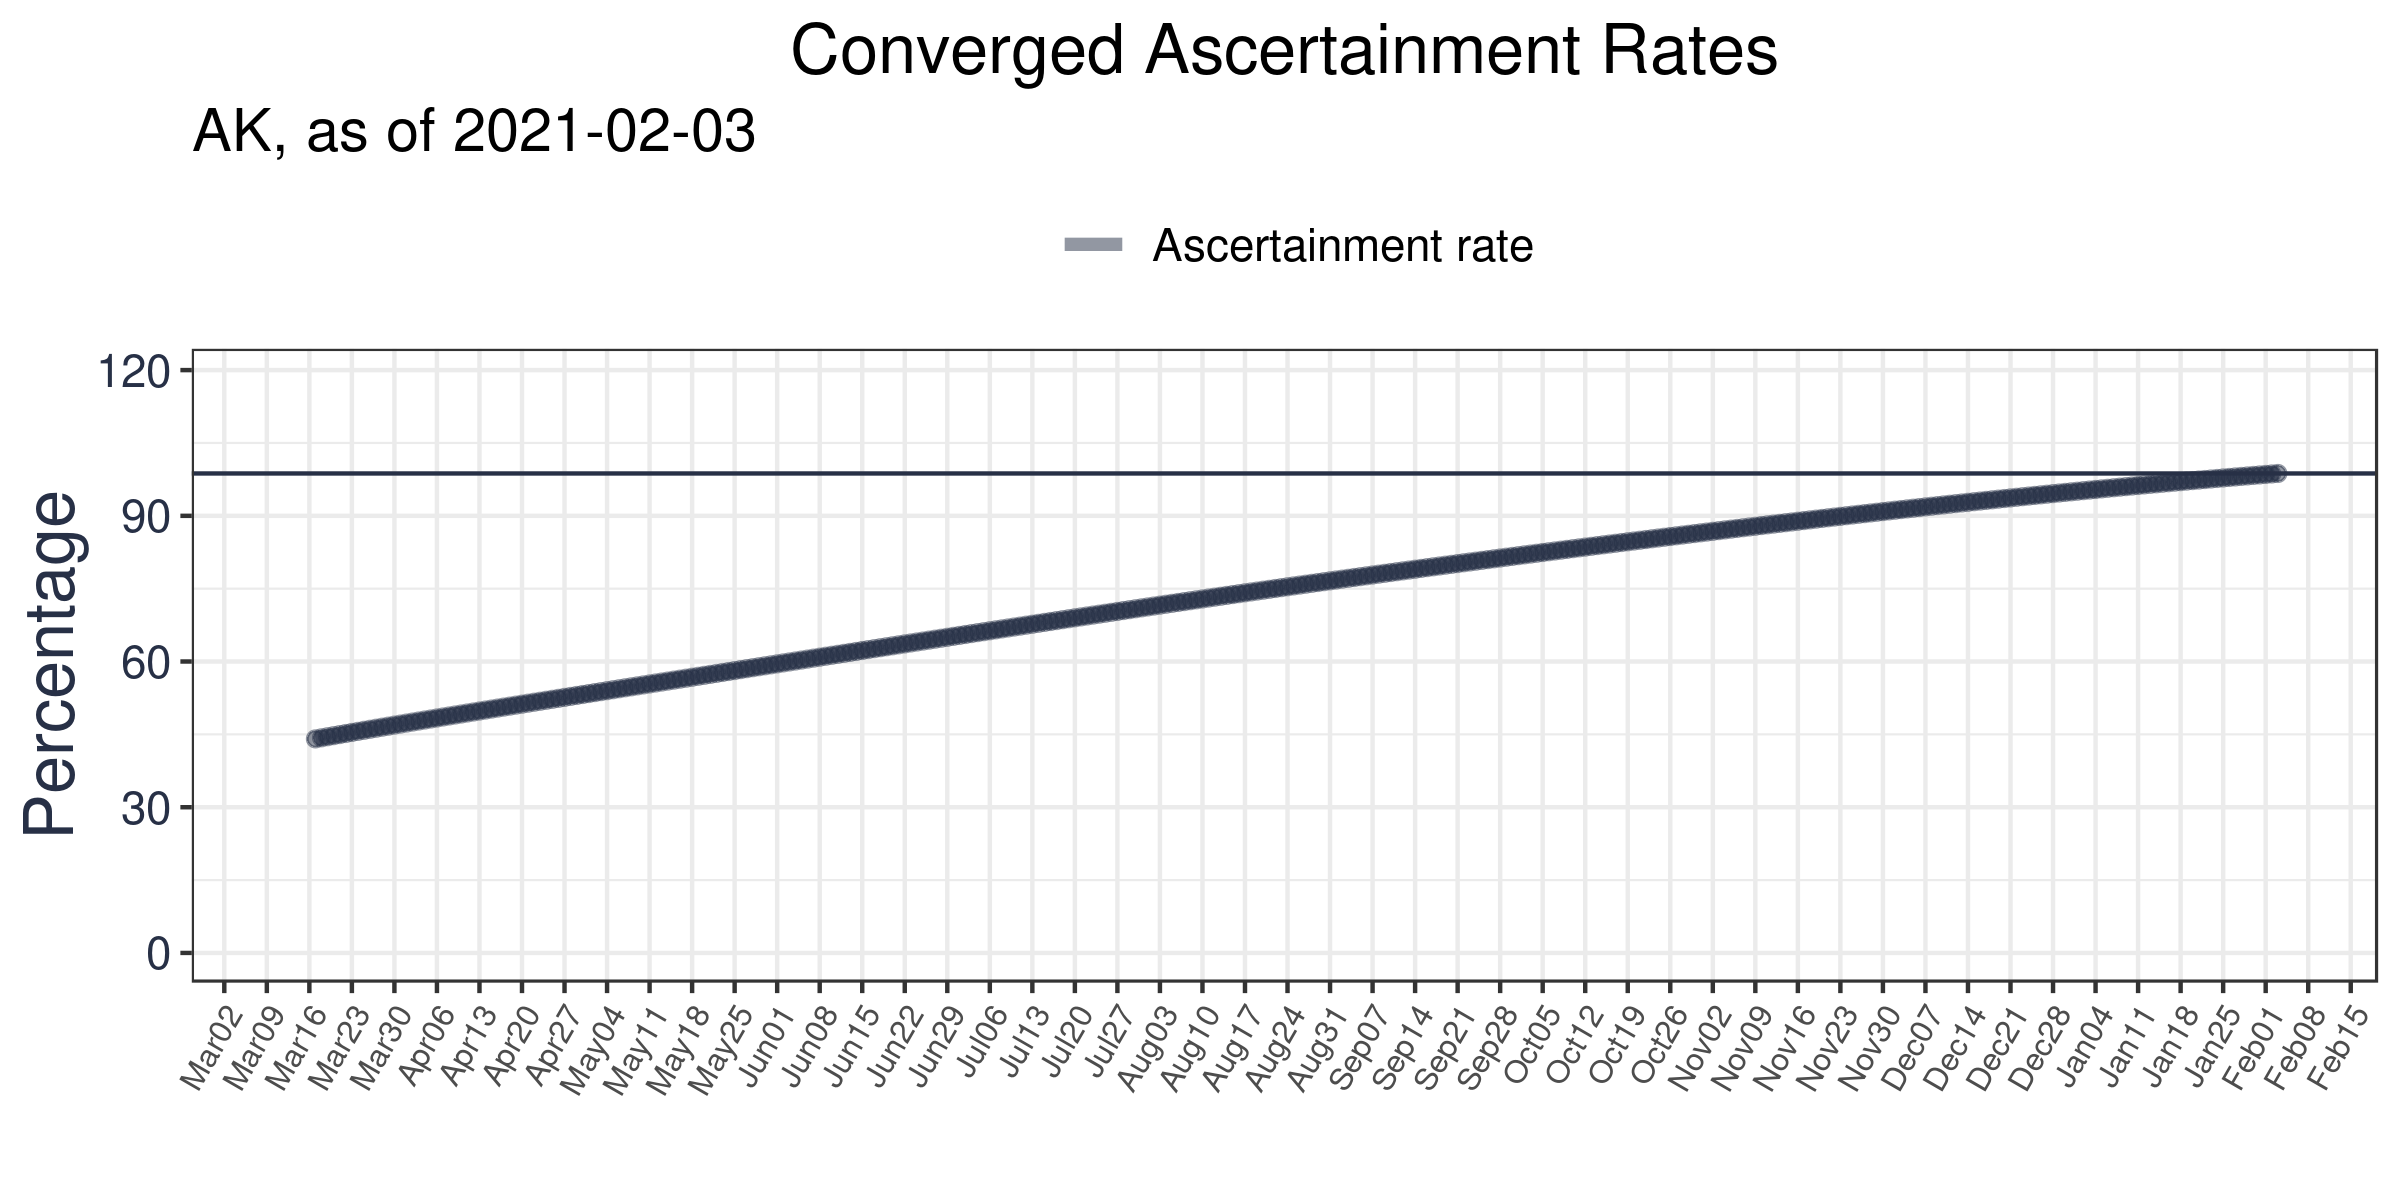 Converged Ascertainment Rates
AK, as of 2021-02-03
Ascertainment rate
Percentage
120
90
60
30
0
Mar02 Mar09 Mar16 Mar23 Mar30 Apr06 Apr13 Apr20 Apr27 May04 May11 May18 May25 Jun01 Jun08 Jun15 Jun22 Jun29 Jul06 Jul13 Jul20 Jul27 Aug03 Aug10 Aug17 Aug24 Aug31 Sep07 Sep14 Sep21 Sep28 Oct05 Oct12 Oct19 Oct26 Nov02 Nov09 Nov16 Nov23 Nov30 Dec07 Dec14 Dec21 Dec28 Jan04 Jan11 Jan18 Jan25 Feb01 Feb08 Feb15